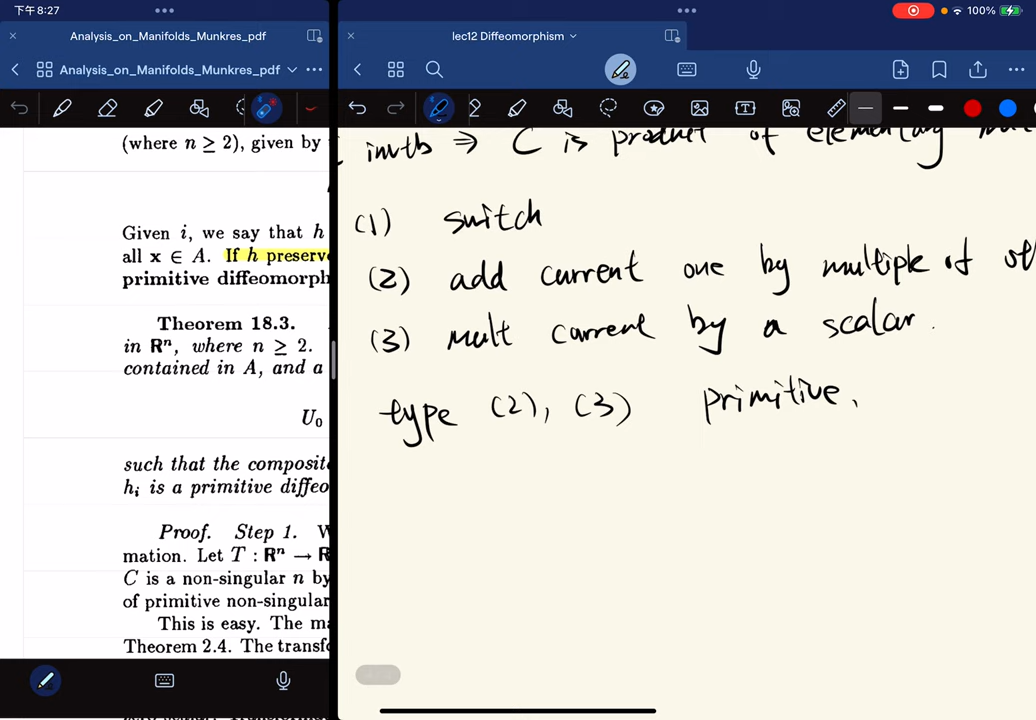 下午 8:27
100%
Analysis_on_Manifolds_Munkres_pdf
lec12 Diffeomorphism
Analysis_on_Manifolds_Munkres_pdf
(where n ≥ 2), given by
Given i, we say that h
all x ∈ A. If h preserve
primitive diffeomorph
Theorem 18.3.
in Rⁿ, where n ≥ 2.
contained in A, and a
U₀
such that the composite
hᵢ is a primitive diffeo
Proof. Step 1. W
mation. Let T : Rⁿ → R
C is a non-singular n by
of primitive non-singular
This is easy. The ma
Theorem 2.4. The transfo
invtb ⇒ C is product of elementary
(1) switch
(2) add current one by multiple of
(3) mult current by a scalar.
type (2), (3) primitive,